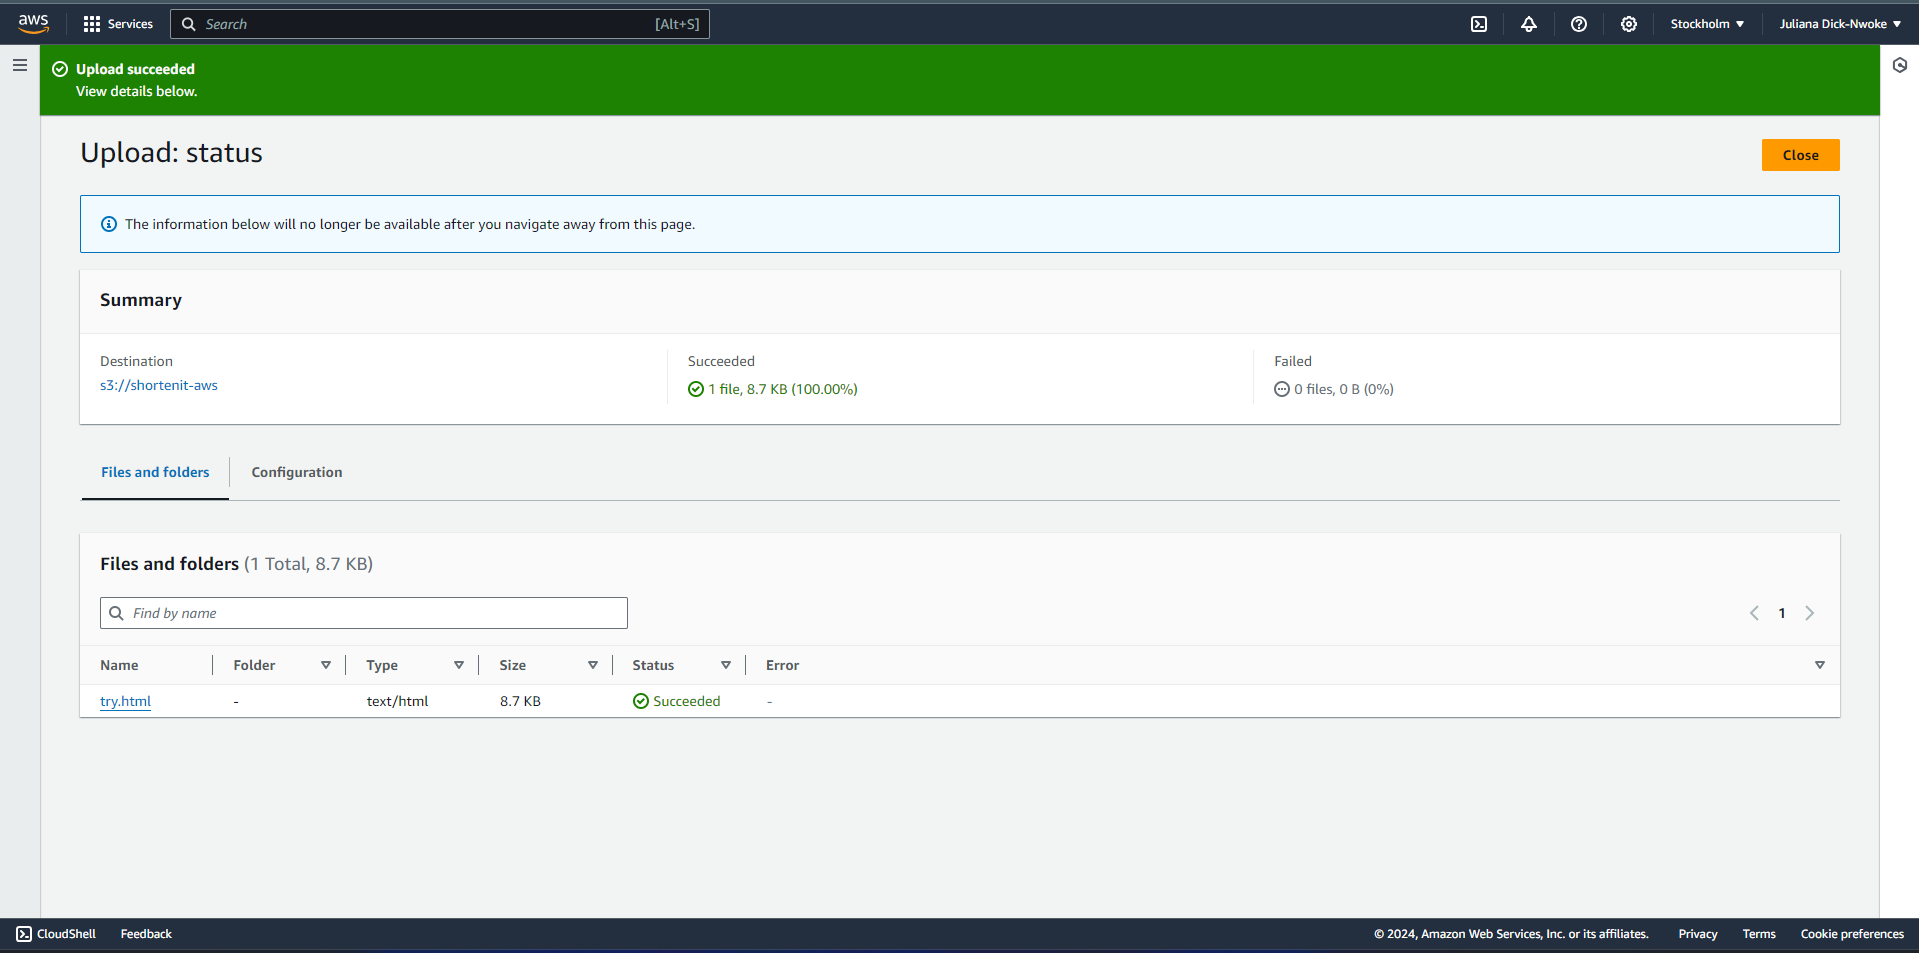 aws Services Search [Alt+S] Stockholm Juliana Dick-Nwoke
Upload succeeded
View details below.
Upload: status Close
The information below will no longer be available after you navigate away from this page.
Summary
Destination Succeeded Failed
s3://shortenit-aws 1 file, 8.7 KB (100.00%) 0 files, 0 B (0%)
Files and folders Configuration
Files and folders (1 Total, 8.7 KB)
Find by name 1
Name Folder Type Size Status Error
try.html - text/html 8.7 KB Succeeded -
CloudShell Feedback © 2024, Amazon Web Services, Inc. or its affiliates. Privacy Terms Cookie preferences